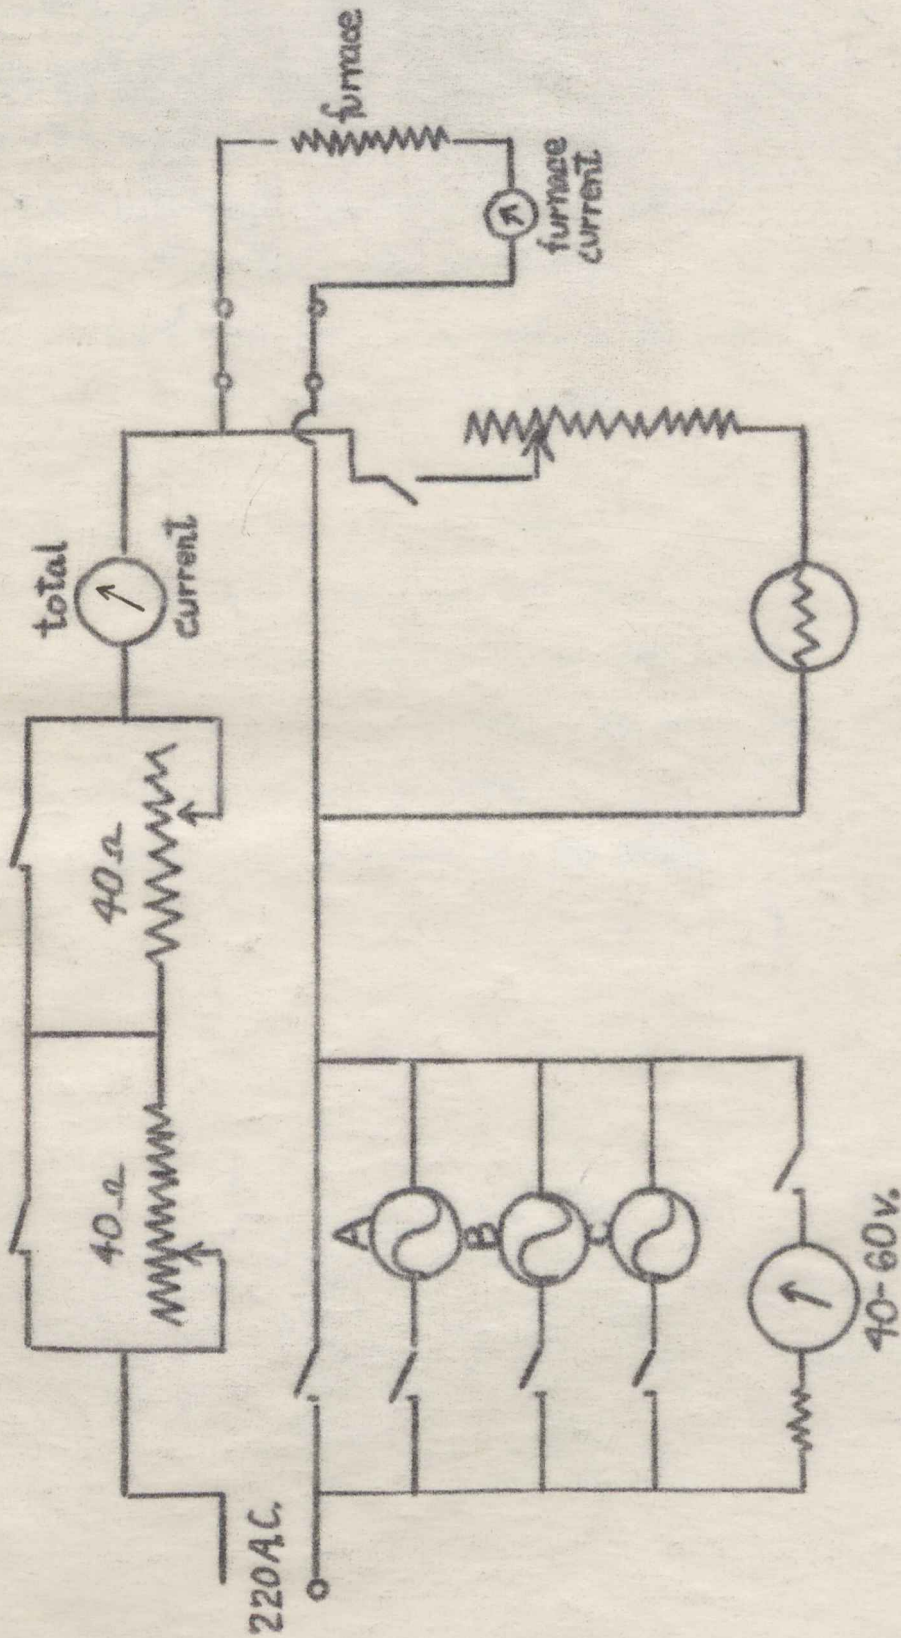 furnace
furnace
current
total
current
40Ω
40Ω
A
B
C
220 A.C.
40-60 v.